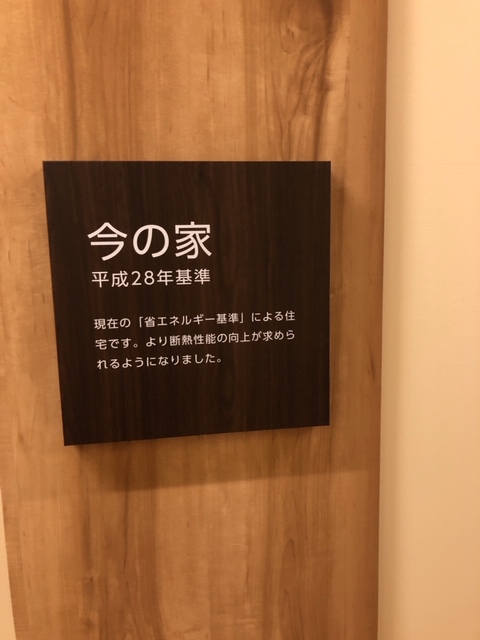 今の家
平成28年基準
現在の「省エネルギー基準」による住
宅です。より断熱性能の向上が求めら
れるようになりました。